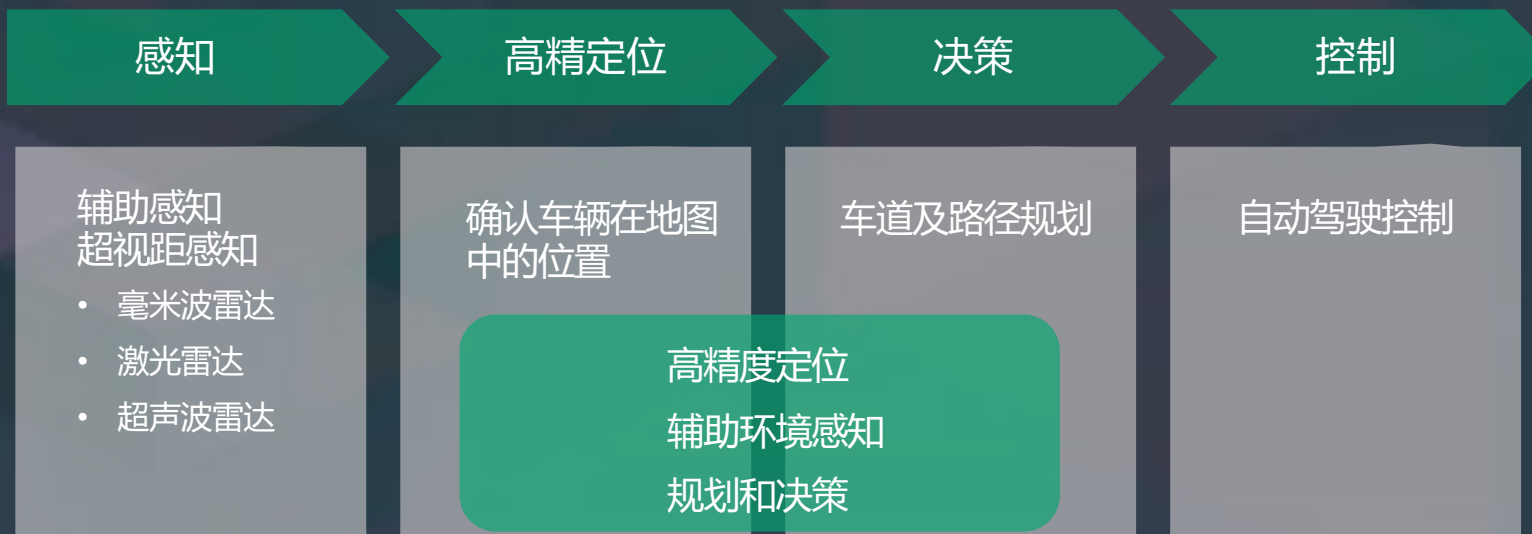 感知
高精定位
决策
控制
辅助感知
超视距感知
• 毫米波雷达
• 激光雷达
• 超声波雷达
确认车辆在地图
中的位置
车道及路径规划
自动驾驶控制
高精度定位
辅助环境感知
规划和决策